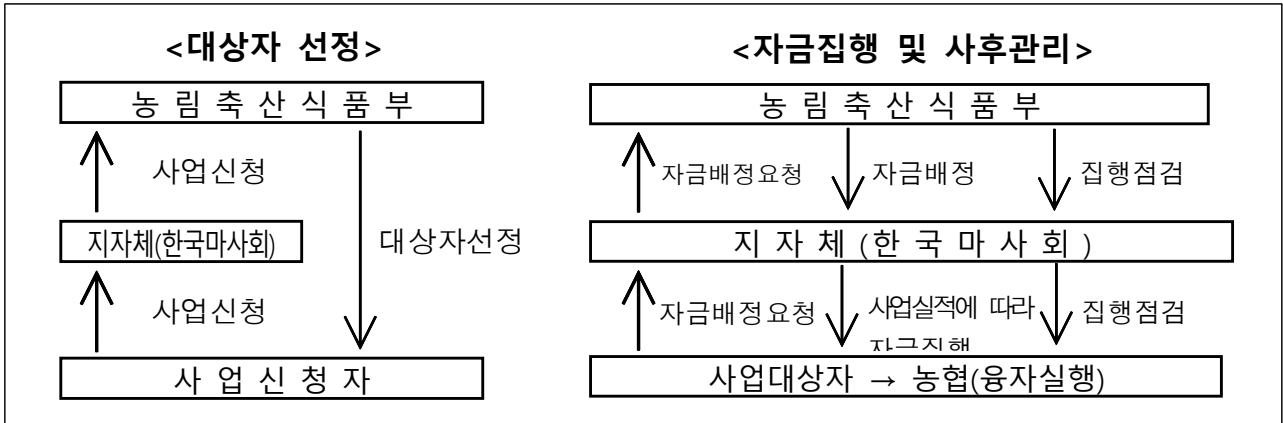 <대상자 선정>
농 림 축 산 식 품 부
사업신청
지자체(한국마사회)
대상자선정
사업신청
사 업 신 청 자
<자금집행 및 사후관리>
농 림 축 산 식 품 부
자금배정요청
자금배정
집행점검
지 자 체 ( 한 국 마 사 회 )
자금배정요청
사업실적에 따라
자금집행
집행점검
사업대상자 → 농협(융자실행)